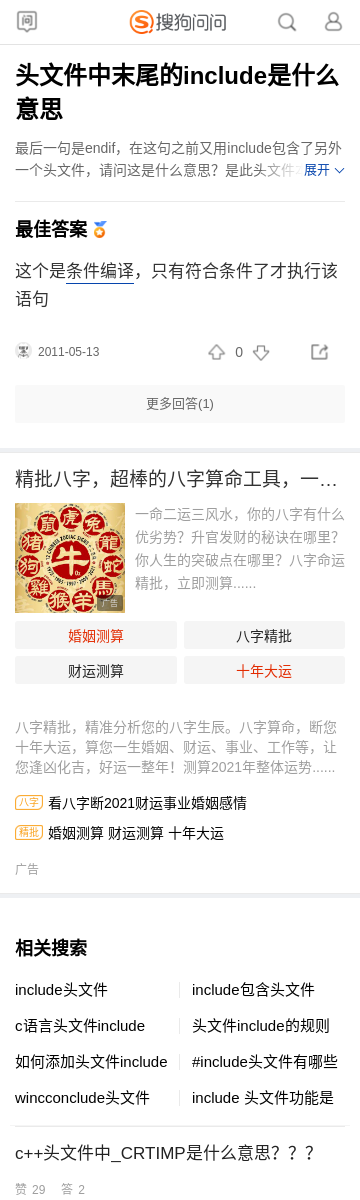 问
搜狗问问
头文件中末尾的include是什么
意思
最后一句是endif，在这句之前又用include包含了另外
一个头文件，请问这是什么意思？是此头文件
展开
最佳答案
这个是条件编译，只有符合条件了才执行该
语句
2011-05-13
0
更多回答(1)
精批八字，超棒的八字算命工具，一…
一命二运三风水，你的八字有什么
优劣势？升官发财的秘诀在哪里？
你人生的突破点在哪里？八字命运
精批，立即测算......
鼠 虎 兔
猪 龍
12 CHINESE ZODIAC SIGNS
狗 牛 蛇
雞 馬
猴 羊
广告
婚姻测算
八字精批
财运测算
十年大运
八字精批，精准分析您的八字生辰。八字算命，断您
十年大运，算您一生婚姻、财运、事业、工作等，让
您逢凶化吉，好运一整年！测算2021年整体运势......
八字 看八字断2021财运事业婚姻感情
精批 婚姻测算 财运测算 十年大运
广告
相关搜索
include头文件
include包含头文件
c语言头文件include
头文件include的规则
如何添加头文件include
#include头文件有哪些
wincconclude头文件
include 头文件功能是
c++头文件中_CRTIMP是什么意思？？？
赞 29 答 2